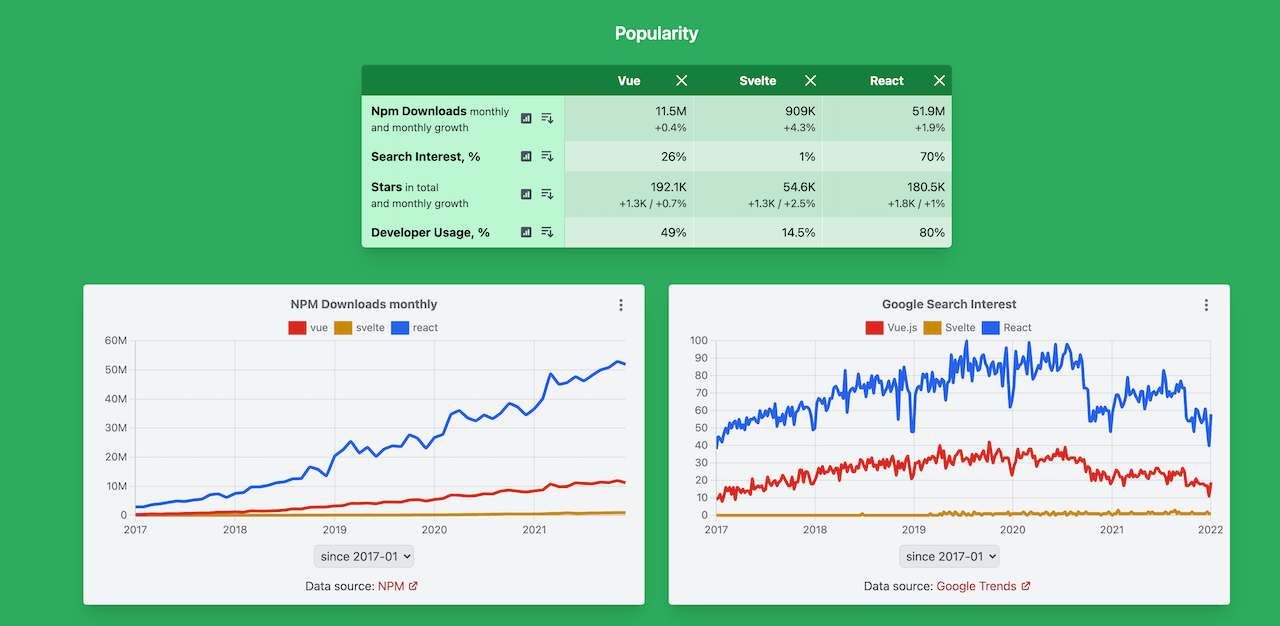 Popularity
Vue Svelte React
Npm Downloads monthly 11.5M 909K 51.9M
and monthly growth +0.4% +4.3% +1.9%
Search Interest, % 26% 1% 70%
Stars in total 192.1K 54.6K 180.5K
and monthly growth +1.3K / +0.7% +1.3K / +2.5% +1.8K / +1%
Developer Usage, % 49% 14.5% 80%
NPM Downloads monthly
vue svelte react
60M
50M
40M
30M
20M
10M
0
2017 2018 2019 2020 2021
since 2017-01
Data source: NPM
Google Search Interest
Vue.js Svelte React
100
90
80
70
60
50
40
30
20
10
0
2017 2018 2019 2020 2021 2022
since 2017-01
Data source: Google Trends